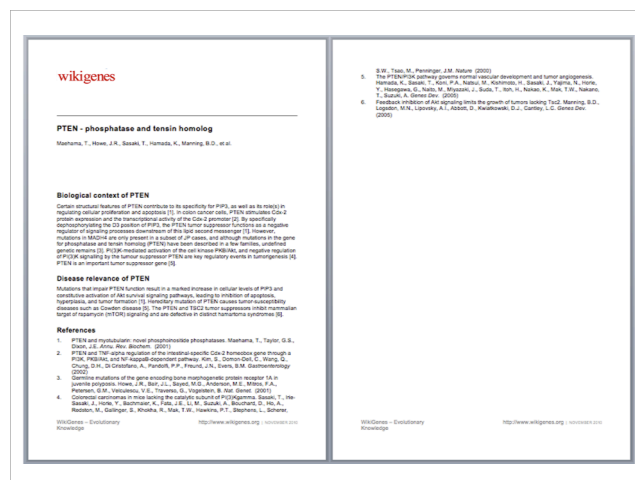 wikigenes
PTEN - phosphatase and tensin homolog
Maehama, T., Howe, J.R., Sasaki, T., Hamada, K., Manning, B.D., et al.
Biological context of PTEN
Certain structural features of PTEN contribute to its specificity for PIP3, as well as its role(s) in
regulating cellular proliferation and apoptosis [1]. In colon cancer cells, PTEN stimulates Cdx-2
protein expression and the transcriptional activity of the Cdx-2 promoter [2]. By specifically
dephosphorylating the D3 position of PIP3, the PTEN tumor suppressor functions as a negative
regulator of signaling processes downstream of this lipid second messenger [1]. However,
mutations in MADH4 are only present in a subset of JP cases, and although mutations in the gene
for phosphatase and tensin homolog (PTEN) have been described in a few families, undefined
genetic remains [3]. PI(3)K-mediated activation of the cell kinase PKB/Akt, and negative regulation
of PI(3)K signalling by the tumour suppressor PTEN are key regulatory events in tumorigenesis [4].
PTEN is an important tumor suppressor gene [5].
Disease relevance of PTEN
Mutations that impair PTEN function result in a marked increase in cellular levels of PIP3 and
constitutive activation of Akt survival signaling pathways, leading to inhibition of apoptosis,
hyperplasia, and tumor formation [1]. Hereditary mutation of PTEN causes tumor-susceptibility
diseases such as Cowden disease [5]. The PTEN and TSC2 tumor suppressors inhibit mammalian
target of rapamycin (mTOR) signaling and are defective in distinct hamartoma syndromes [6].
References
1. PTEN and myotubularin: novel phosphoinositide phosphatases. Maehama, T., Taylor, G.S.,
Dixon, J.E. Annu. Rev. Biochem. (2001)
2. PTEN and TNF-alpha regulation of the intestinal-specific Cdx-2 homeobox gene through a
PI3K, PKB/Akt, and NF-kappaB-dependent pathway. Kim, S., Domon-Dell, C., Wang, Q.,
Chung, D.H., Di Cristofano, A., Pandolfi, P.P., Freund, J.N., Evers, B.M. Gastroenterology
(2002)
3. Germline mutations of the gene encoding bone morphogenetic protein receptor 1A in
juvenile polyposis. Howe, J.R., Bair, J.L., Sayed, M.G., Anderson, M.E., Mitros, F.A.,
Petersen, G.M., Velculescu, V.E., Traverso, G., Vogelstein, B. Nat. Genet. (2001)
4. Colorectal carcinomas in mice lacking the catalytic subunit of PI(3)Kgamma. Sasaki, T., Irie-
Sasaki, J., Horie, Y., Bachmaier, K., Fata, J.E., Li, M., Suzuki, A., Bouchard, D., Ho, A.,
Redston, M., Gallinger, S., Khokha, R., Mak, T.W., Hawkins, P.T., Stephens, L., Scherer,
WikiGenes – Evolutionary
Knowledge
http://www.wikigenes.org | NOVEMBER 2010
S.W., Tsao, M., Penninger, J.M. Nature (2000)
5. The PTEN/PI3K pathway governs normal vascular development and tumor angiogenesis.
Hamada, K., Sasaki, T., Koni, P.A., Natsui, M., Kishimoto, H., Sasaki, J., Yajima, N., Horie,
Y., Hasegawa, G., Naito, M., Miyazaki, J., Suda, T., Itoh, H., Nakao, K., Mak, T.W., Nakano,
T., Suzuki, A. Genes Dev. (2005)
6. Feedback inhibition of Akt signaling limits the growth of tumors lacking Tsc2. Manning, B.D.,
Logsdon, M.N., Lipovsky, A.I., Abbott, D., Kwiatkowski, D.J., Cantley, L.C. Genes Dev.
(2005)
WikiGenes – Evolutionary
Knowledge
http://www.wikigenes.org | NOVEMBER 2010